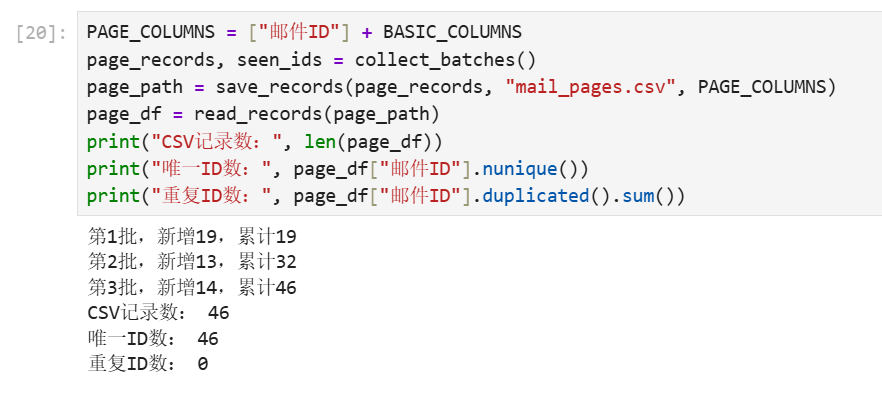 [20]: PAGE_COLUMNS = ["邮件ID"] + BASIC_COLUMNS
page_records, seen_ids = collect_batches()
page_path = save_records(page_records, "mail_pages.csv", PAGE_COLUMNS)
page_df = read_records(page_path)
print("CSV记录数：", len(page_df))
print("唯一ID数：", page_df["邮件ID"].nunique())
print("重复ID数：", page_df["邮件ID"].duplicated().sum())
第1批，新增19，累计19
第2批，新增13，累计32
第3批，新增14，累计46
CSV记录数： 46
唯一ID数： 46
重复ID数： 0